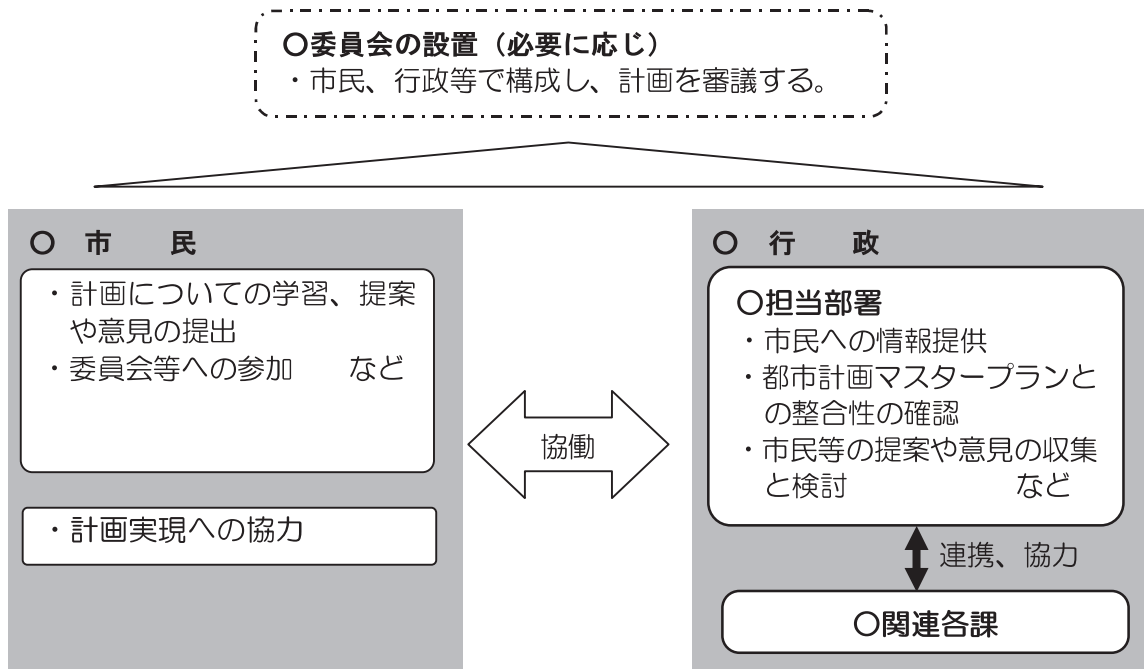 〇委員会の設置（必要に応じ）
・市民、行政等で構成し、計画を審議する。
〇 市　民
・計画についての学習、提案
や意見の提出
・委員会等への参加　など
・計画実現への協力
協働
〇 行　政
〇担当部署
・市民への情報提供
・都市計画マスタープランと
の整合性の確認
・市民等の提案や意見の収集
と検討　など
連携、協力
〇関連各課